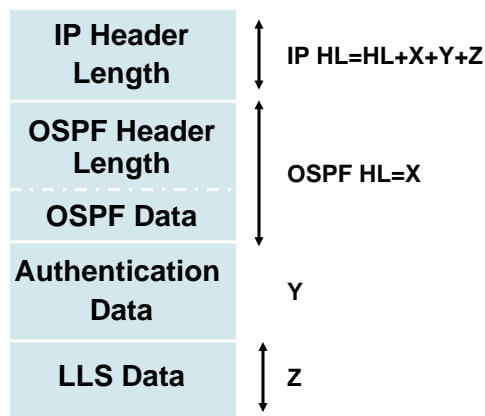 IP Header
Length
IP HL=HL+X+Y+Z
OSPF Header
Length
OSPF HL=X
OSPF Data
Authentication
Data
Y
LLS Data
Z